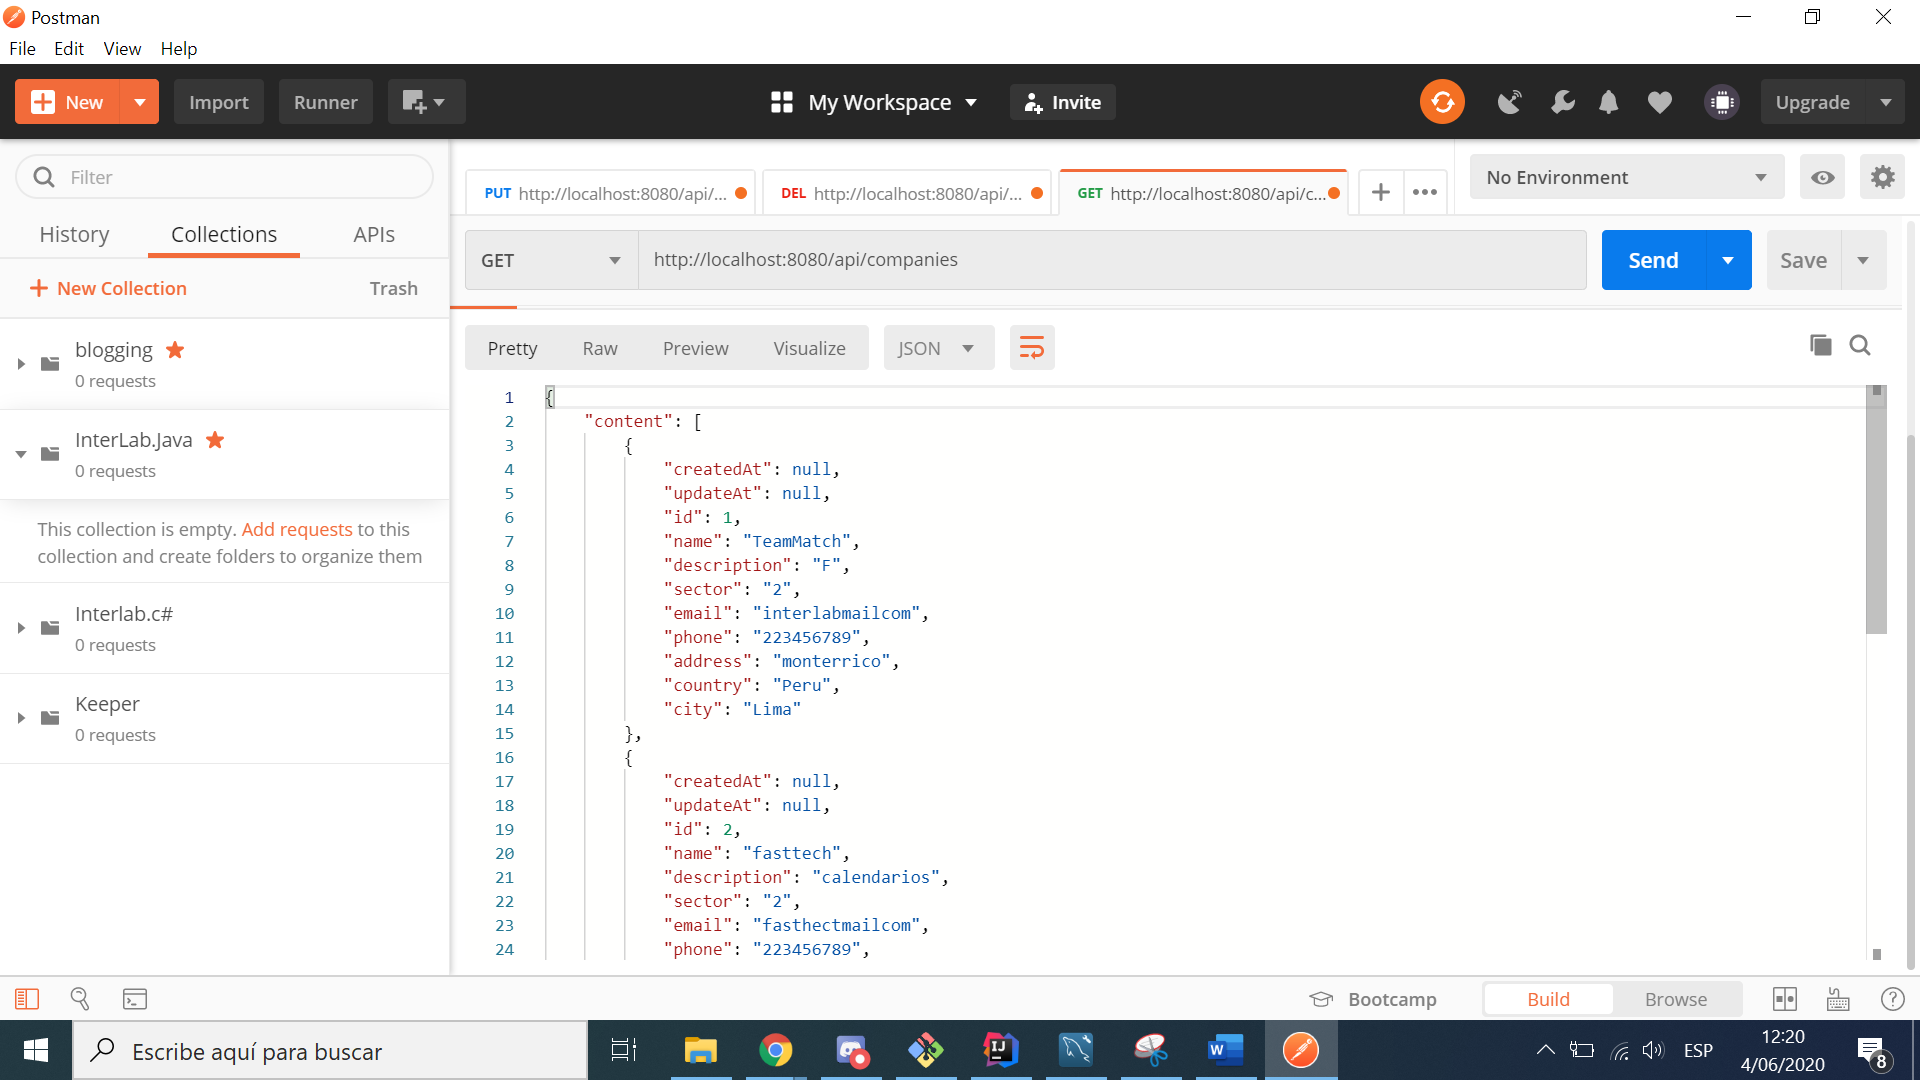 Postman
File Edit View Help
New Import Runner My Workspace Invite Upgrade
Filter
History Collections APIs
New Collection Trash
blogging
0 requests
InterLab.Java
0 requests
This collection is empty. Add requests to this
collection and create folders to organize them
Interlab.c#
0 requests
Keeper
0 requests
PUT http://localhost:8080/api/... DEL http://localhost:8080/api/... GET http://localhost:8080/api/c... No Environment
GET http://localhost:8080/api/companies Send Save
Pretty Raw Preview Visualize JSON
1 {
2 "content": [
3 {
4 "createdAt": null,
5 "updateAt": null,
6 "id": 1,
7 "name": "TeamMatch",
8 "description": "F",
9 "sector": "2",
10 "email": "interlabmailcom",
11 "phone": "223456789",
12 "address": "monterrico",
13 "country": "Peru",
14 "city": "Lima"
15 },
16 {
17 "createdAt": null,
18 "updateAt": null,
19 "id": 2,
20 "name": "fasttech",
21 "description": "calendarios",
22 "sector": "2",
23 "email": "fasthectmailcom",
24 "phone": "223456789",
Bootcamp Build Browse
Escribe aquí para buscar
IJ
W
ESP
12:20
4/06/2020
8